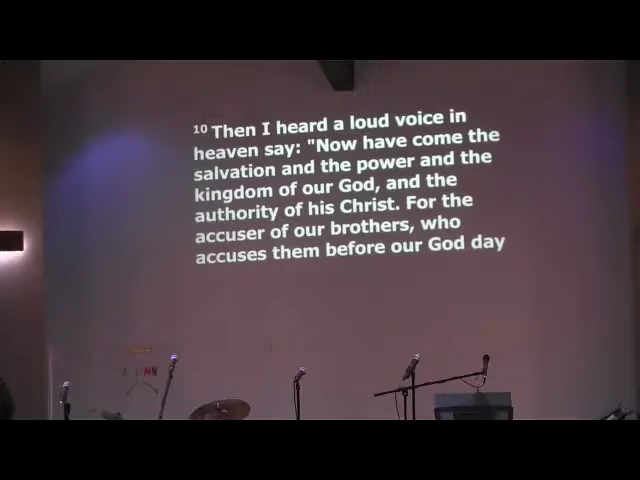 10 Then I heard a loud voice in
heaven say: "Now have come the
salvation and the power and the
kingdom of our God, and the
authority of his Christ. For the
accuser of our brothers, who
accuses them before our God day